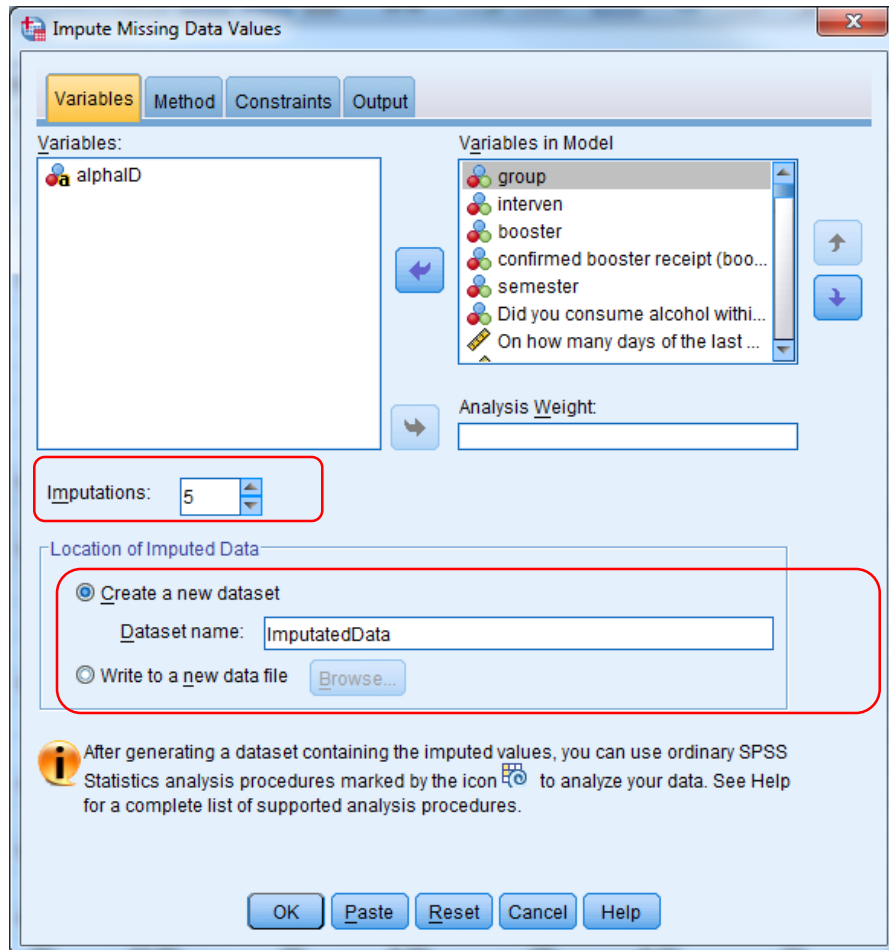 Impute Missing Data Values
Variables Method Constraints Output
Variables:
alphaID
Variables in Model
group
interven
booster
confirmed booster receipt (boo...
semester
Did you consume alcohol withi...
On how many days of the last ...
Analysis Weight:
Imputations: 5
Location of Imputed Data
Create a new dataset
Dataset name: ImputatedData
Write to a new data file Browse...
After generating a dataset containing the imputed values, you can use ordinary SPSS
Statistics analysis procedures marked by the icon to analyze your data. See Help
for a complete list of supported analysis procedures.
OK Paste Reset Cancel Help